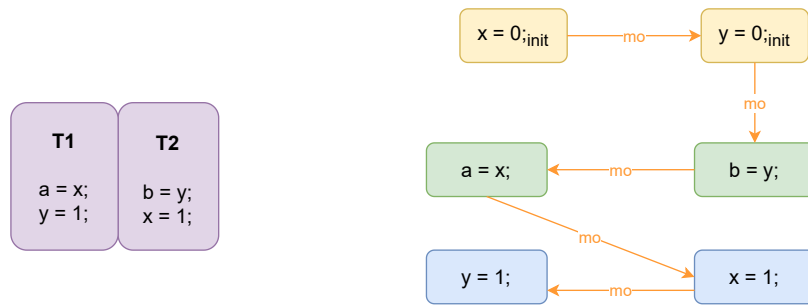 T1
a = x;
y = 1;
T2
b = y;
x = 1;
x = 0;init
mo
y = 0;init
mo
a = x;
mo
b = y;
mo
y = 1;
mo
x = 1;